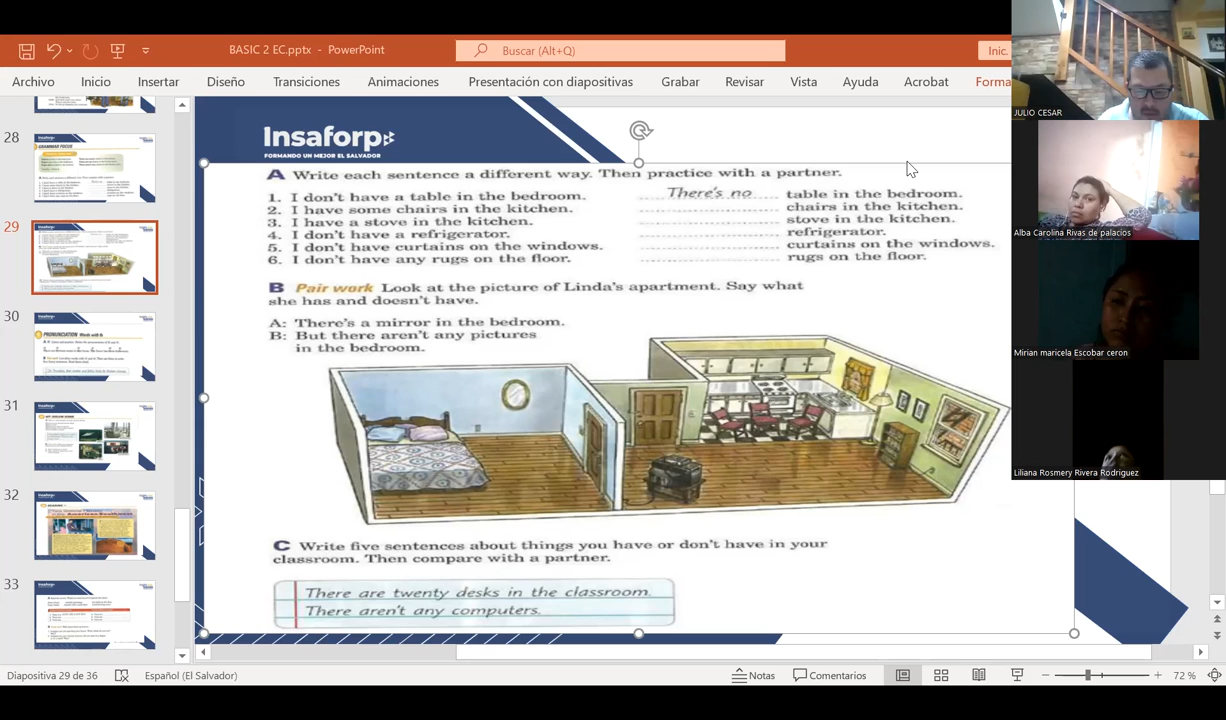 BASIC 2 EC.pptx - PowerPoint
Buscar (Alt+Q)
Inic.
Archivo Inicio Insertar Diseño Transiciones Animaciones Presentación con diapositivas Grabar Revisar Vista Ayuda Acrobat Forma
28
29
30
31
32
33
Insaforp
FORMANDO UN MEJOR EL SALVADOR
A Write each sentence a different way. Then practice with a partner.
1. I don't have a table in the bedroom. There's no table in the bedroom.
2. I have some chairs in the kitchen. chairs in the kitchen.
3. I have a stove in the kitchen. stove in the kitchen.
4. I don't have refrigerator. refrigerator.
5. I don't have curtains on the windows. curtains on the windows.
6. I don't have any rugs on the floor. rugs on the floor.
B Pair work Look at the picture of Linda's apartment. Say what
she has and doesn't have.
A: There's a mirror in the bedroom.
B: But there aren't any pictures
in the bedroom.
C Write five sentences about things you have or don't have in your
classroom. Then compare with a partner.
There are twenty desks in the classroom.
There aren't any computers.
JULIO CESAR
Alba Carolina Rivas de palacios
Mirian maricela Escobar ceron
Liliana Rosmery Rivera Rodriguez
Diapositiva 29 de 36 Español (El Salvador) Notas Comentarios 72 %